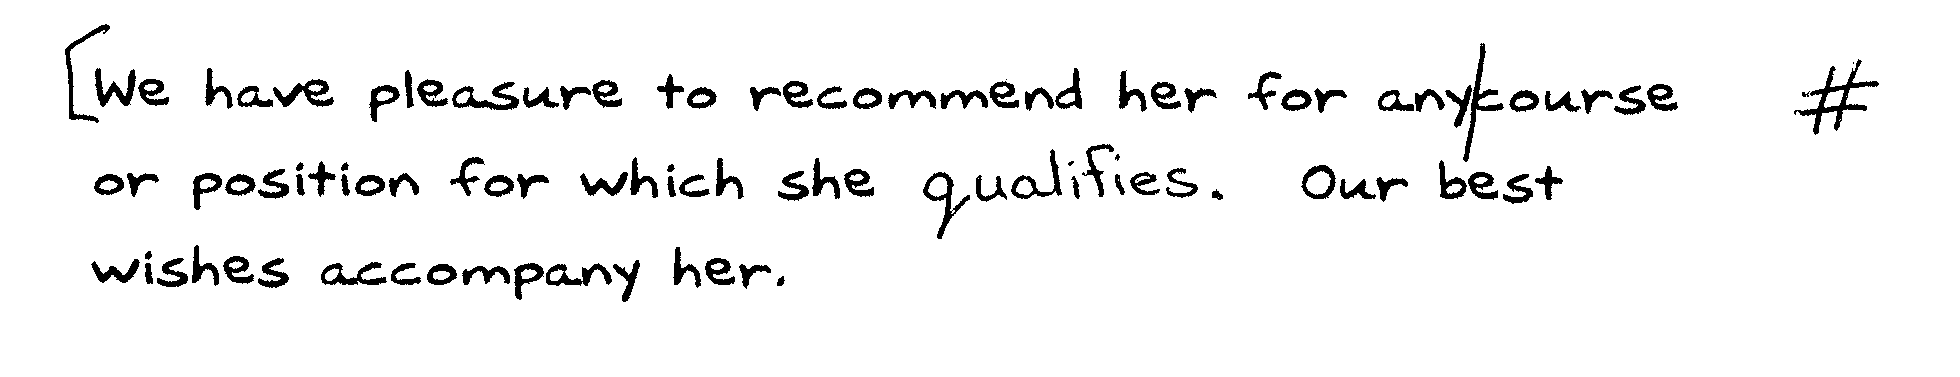 [We have pleasure to recommend her for any/course #
or position for which she qualifies. Our best
wishes accompany her.